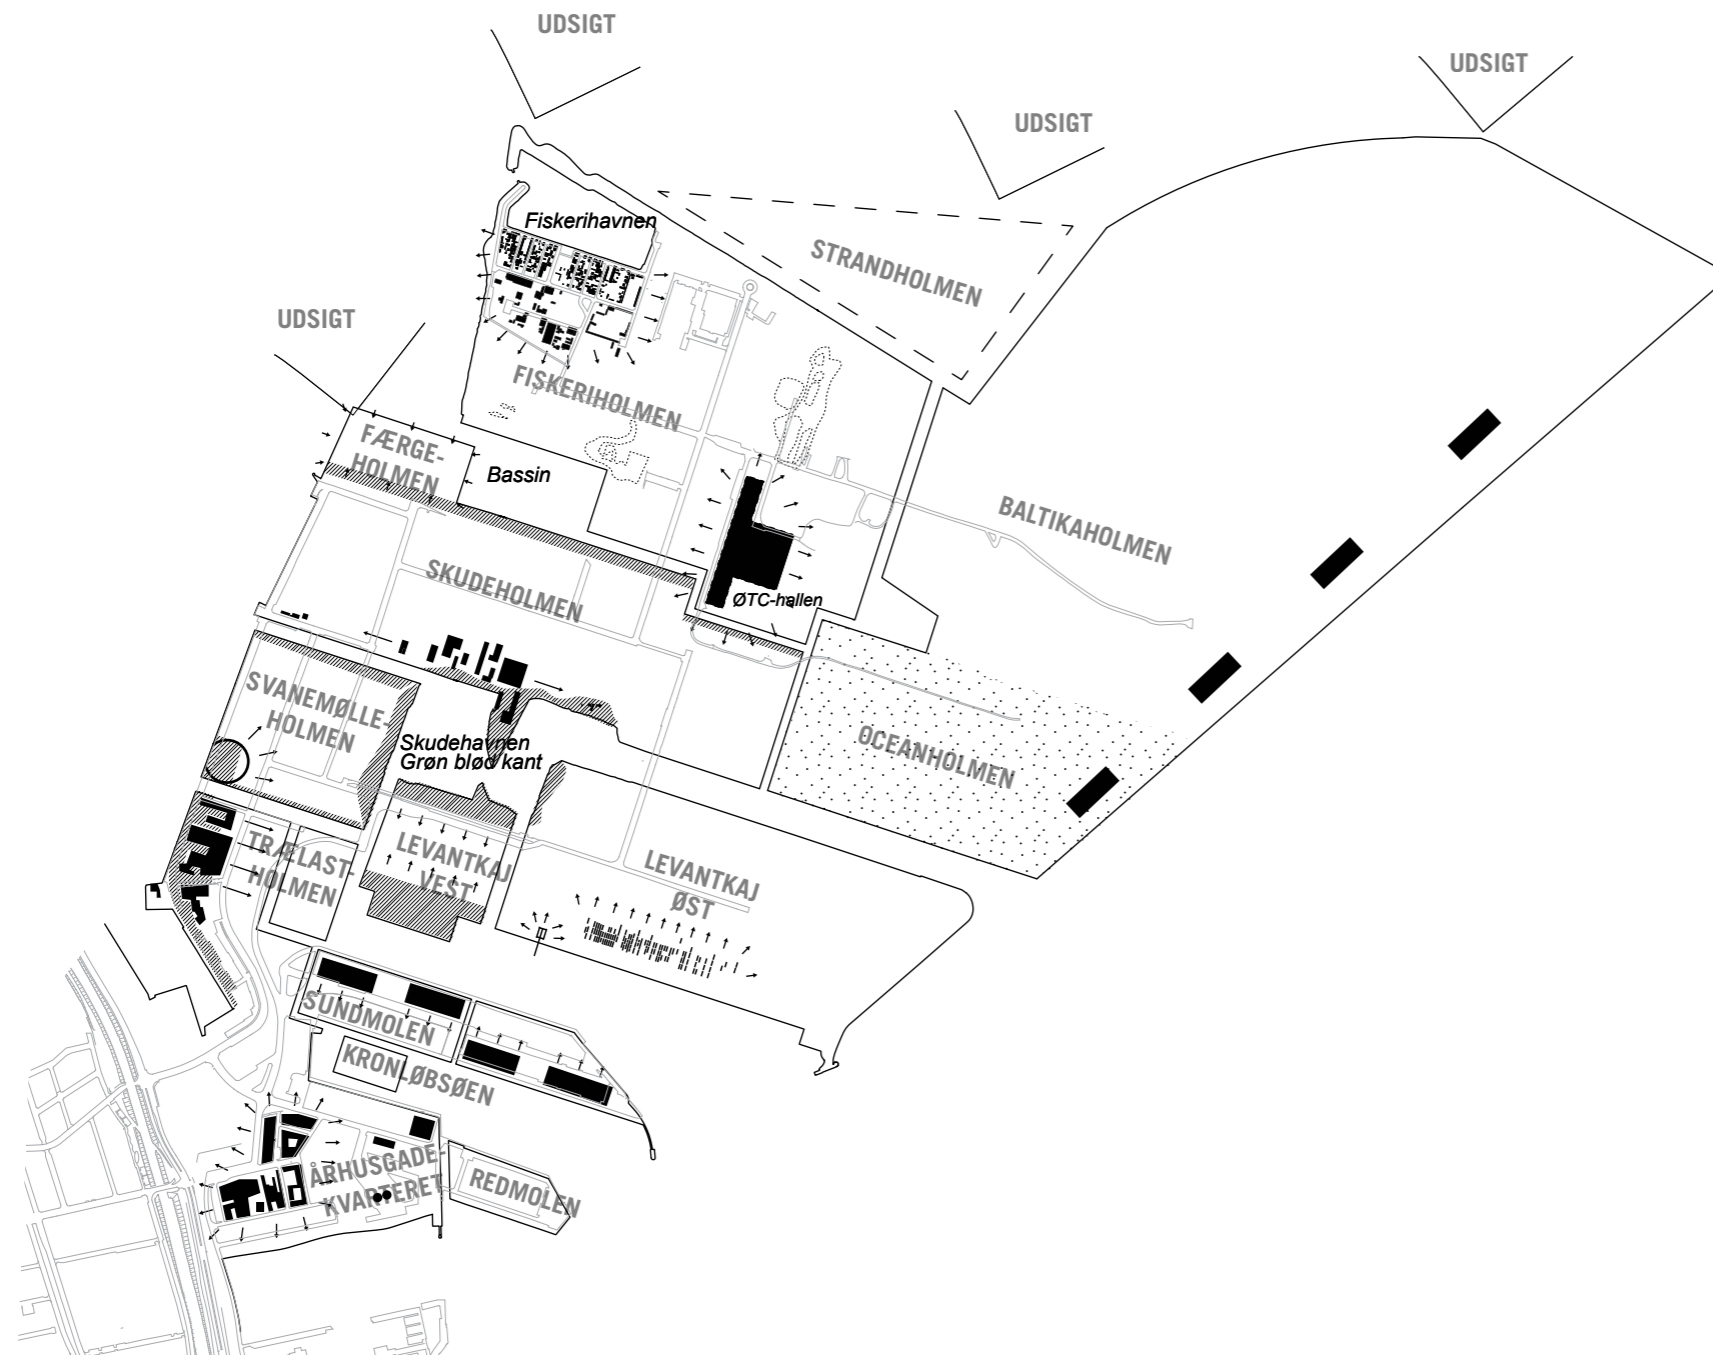 UDSIGT
UDSIGT
UDSIGT
Fiskerihavnen
STRANDHOLMEN
UDSIGT
FISKERIHOLMEN
FÆRGE-
HOLMEN
Bassin
BALTIKAHOLMEN
SKUDEHOLMEN
ØTC-hallen
SVANEMØLLE-
HOLMEN
Skudehavnen
Grøn blød kant
OCEANHOLMEN
TRÆLAST-
HOLMEN
LEVANTKAJ
VEST
LEVANTKAJ
ØST
SUNDMOLEN
KRONLØBSØEN
ÅRHUSGADE-
KVARTERET
REDMOLEN